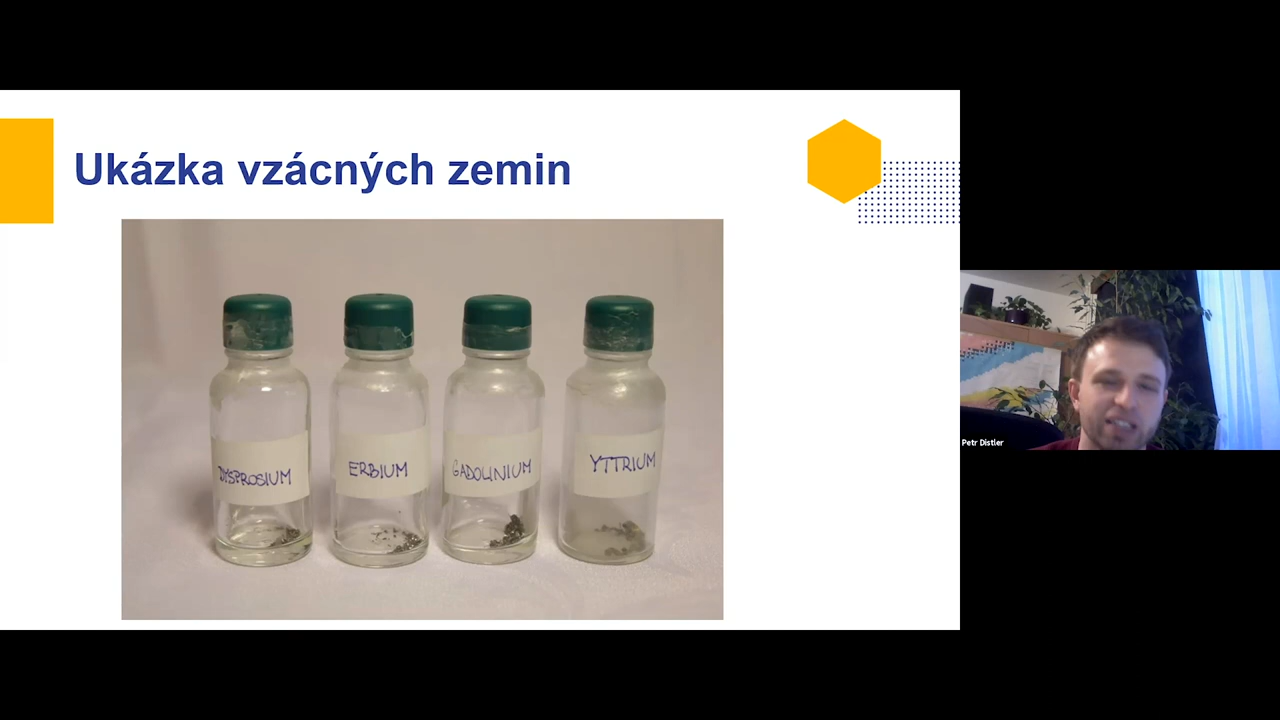 Ukázka vzácných zemin
DYSPROSIUM
ERBIUM
GADOLINIUM
YTTRIUM
Petr Distler